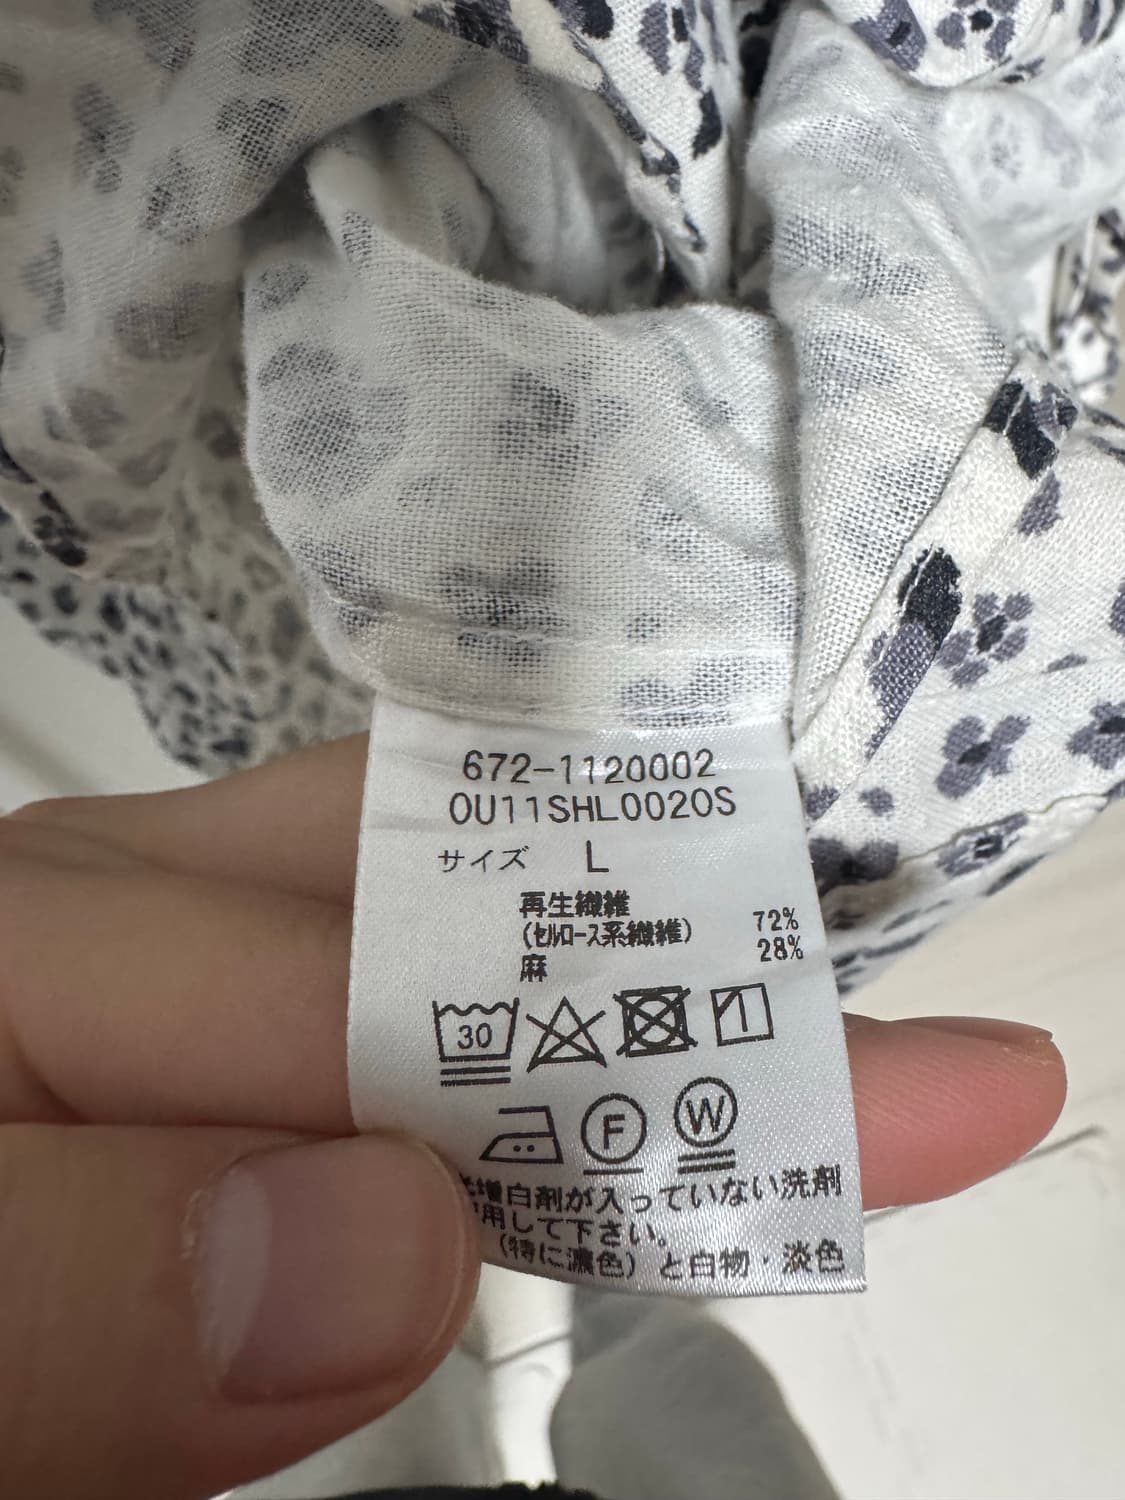 672-1120002
0U11SHL0020S
サイズ L
再生繊維
(セルロース系繊維) 72%
麻 28%
30
F
W
増白剤が入っていない洗剤
用して下さい。
(特に濃色)と白物・淡色